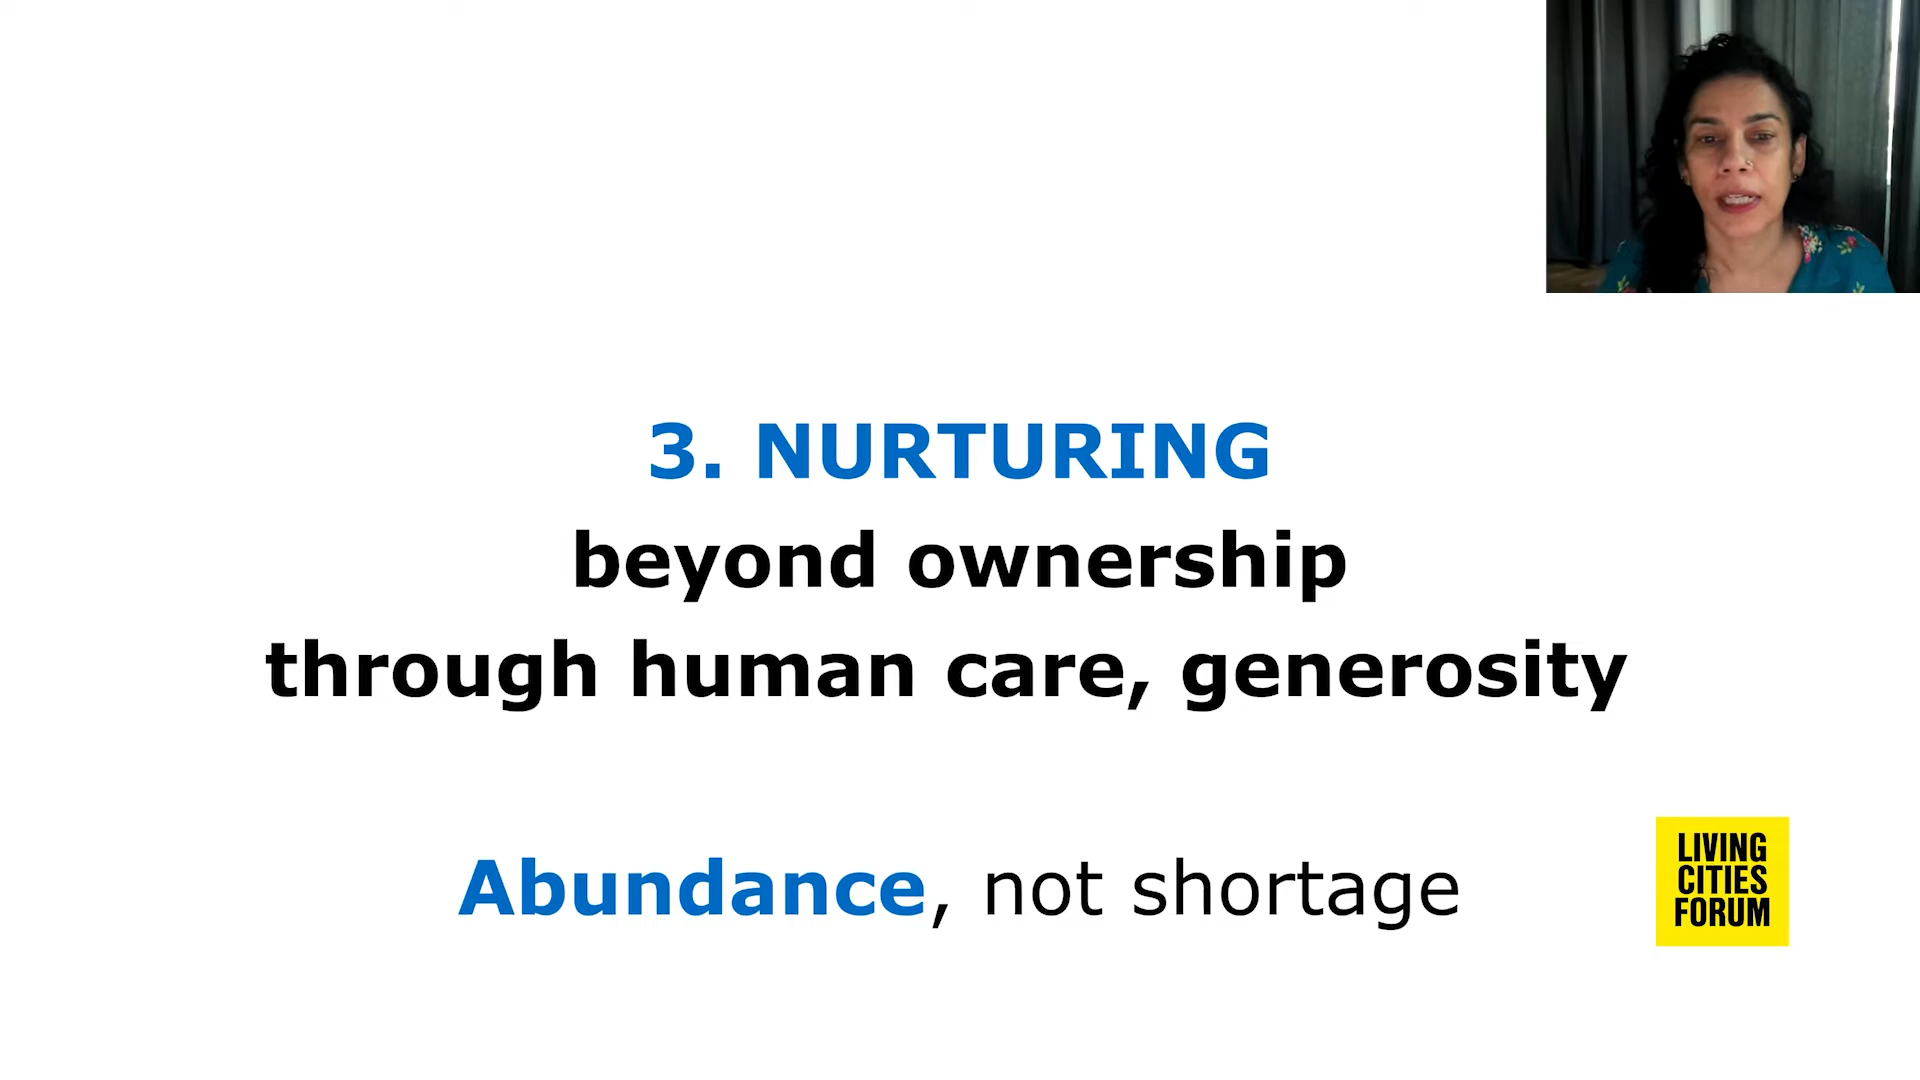 3. NURTURING
beyond ownership
through human care, generosity
Abundance, not shortage
LIVING
CITIES
FORUM